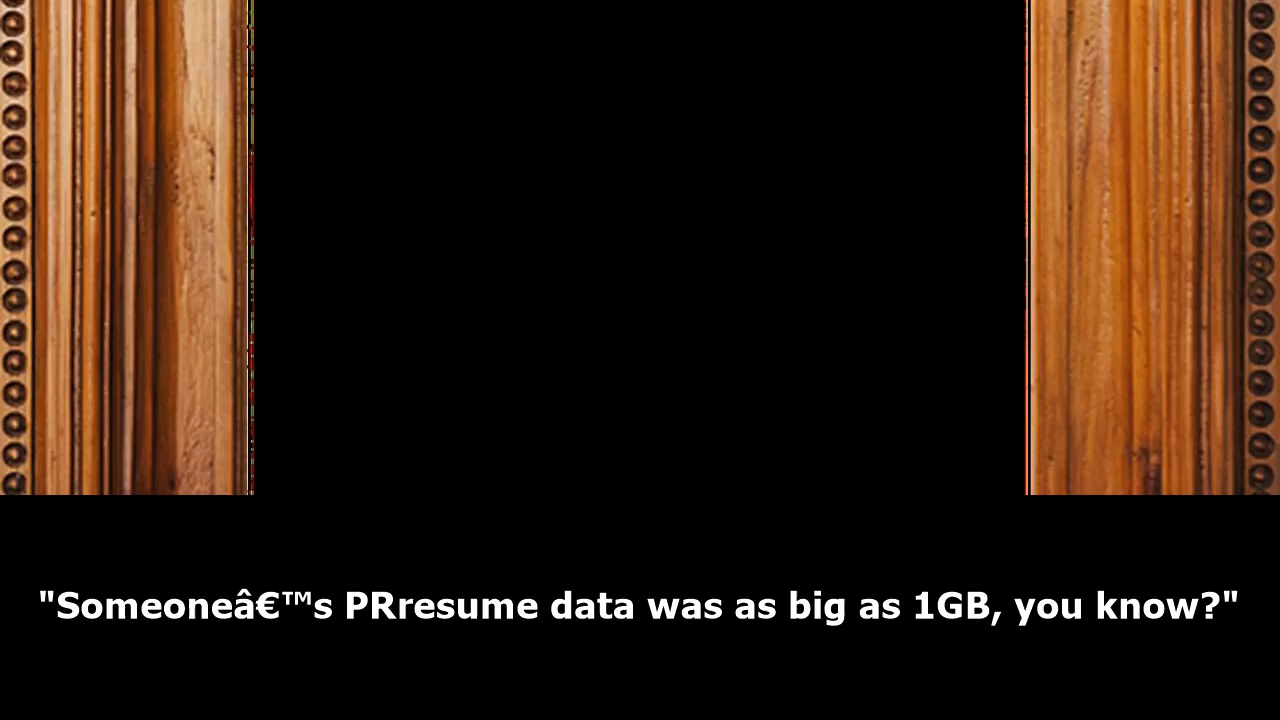 "Someoneâ€™s PRresume data was as big as 1GB, you know?"